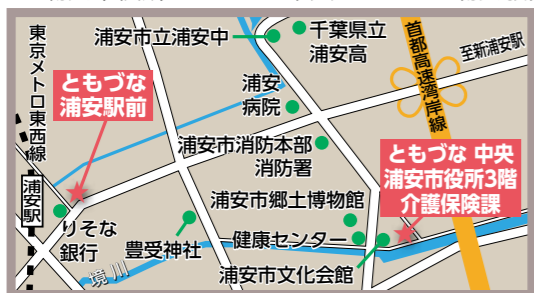 浦安市立浦安中
千葉県立
浦安高
首都高速湾岸線
至新浦安駅
東京メトロ東西線
ともづな
浦安駅前
浦安
病院
浦安市消防本部
消防署
ともづな 中央
浦安市役所3階
介護保険課
浦安市郷土博物館
浦安駅
りそな
銀行
豊受神社
健康センター
境川
浦安市文化会館